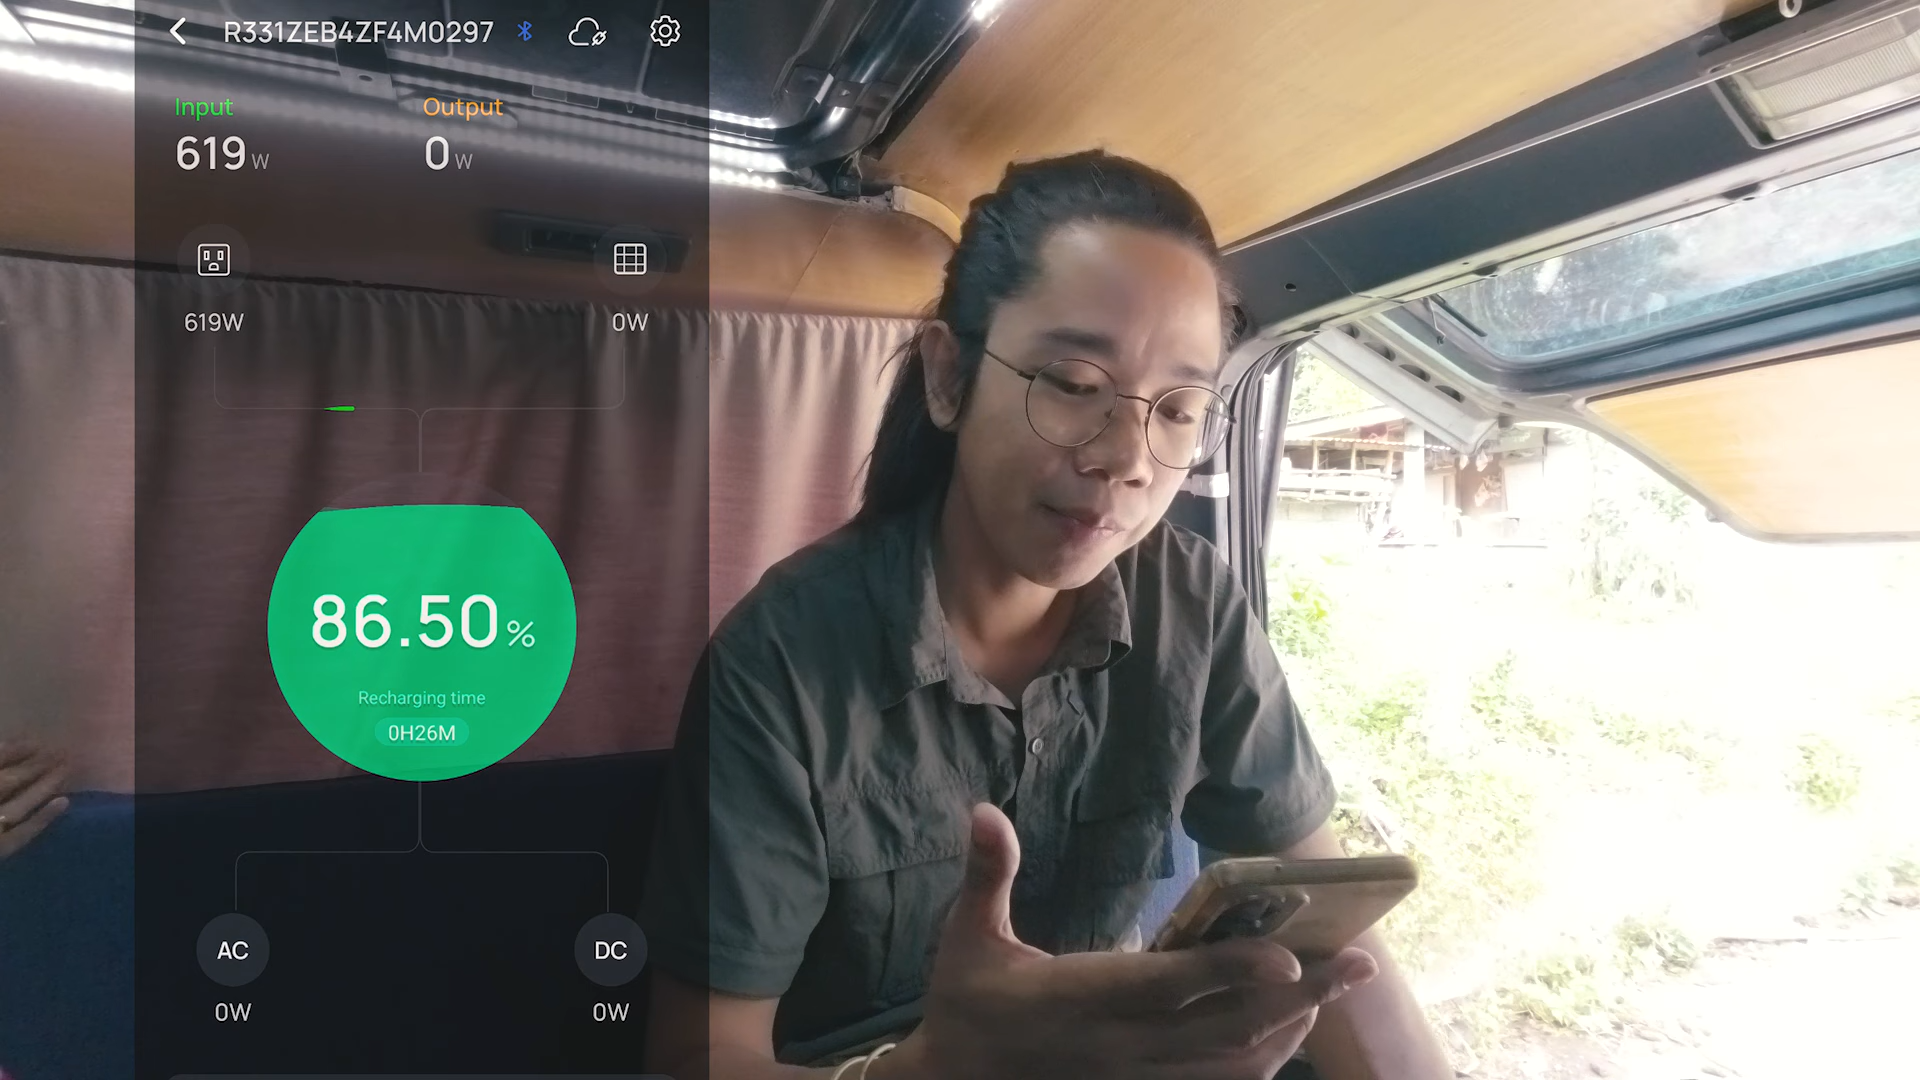 R331ZEB4ZF4M0297
Input Output
619 W 0 W
619W 0W
86.50 %
Recharging time
0H26M
AC DC
0W 0W